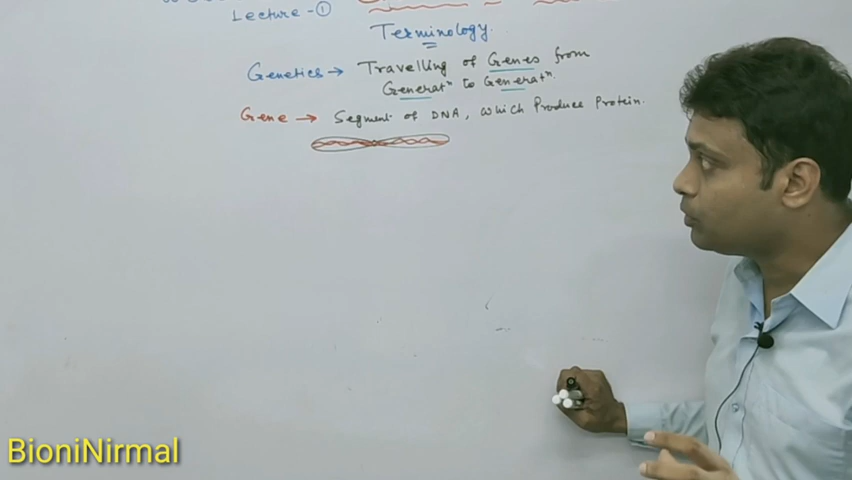 Lecture - ①
Terminology
Genetics → Travelling of Genes from
Generatⁿ to Generatⁿ.
Gene → Segment of DNA, which Produce Protein.
BioniNirmal